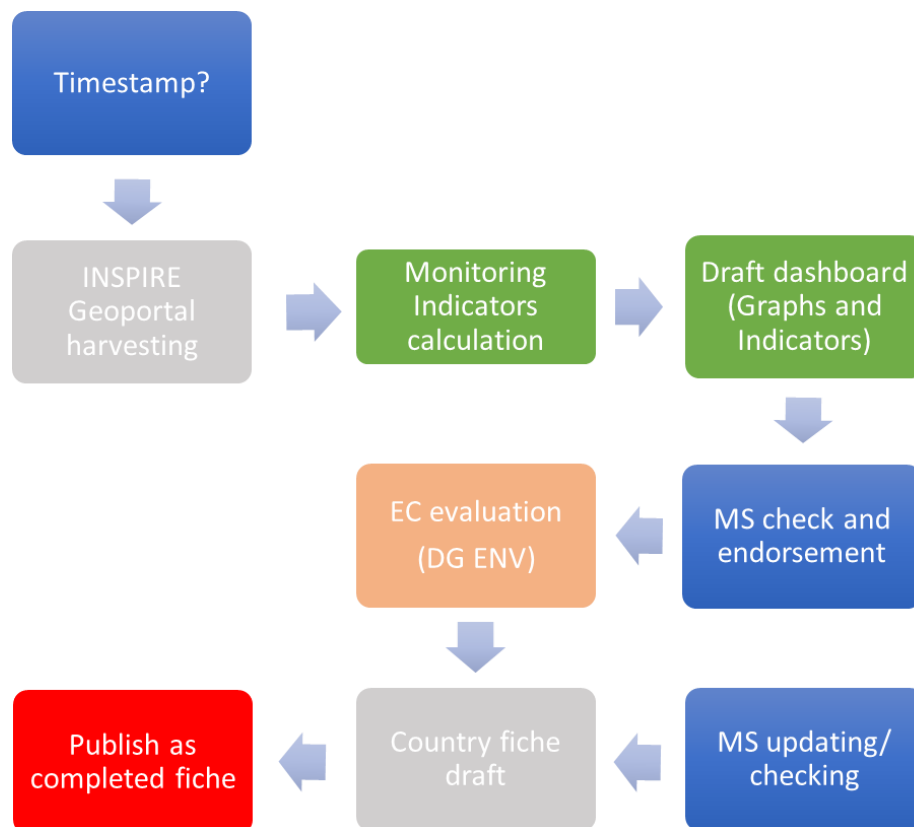 Timestamp?
INSPIRE
Geoportal
harvesting
Monitoring
Indicators
calculation
Draft dashboard
(Graphs and
Indicators)
EC evaluation
(DG ENV)
MS check and
endorsement
Publish as
completed fiche
Country fiche
draft
MS updating/
checking